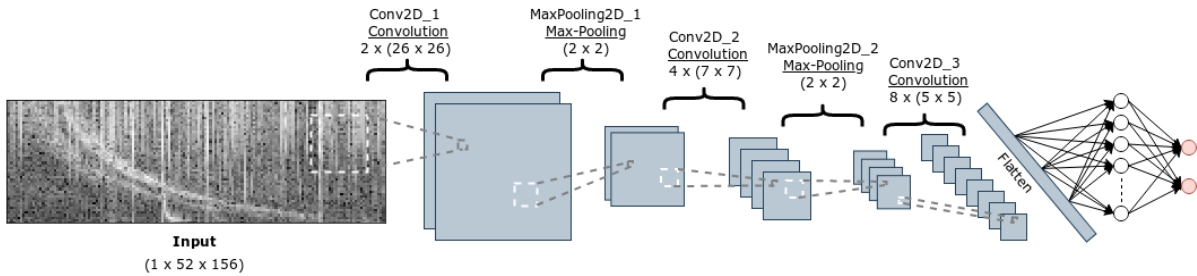 Conv2D_1
Convolution
2 x (26 x 26)
MaxPooling2D_1
Max-Pooling
(2 x 2)
Conv2D_2
Convolution
4 x (7 x 7)
MaxPooling2D_2
Max-Pooling
(2 x 2)
Conv2D_3
Convolution
8 x (5 x 5)
Flatten
Input
(1 x 52 x 156)